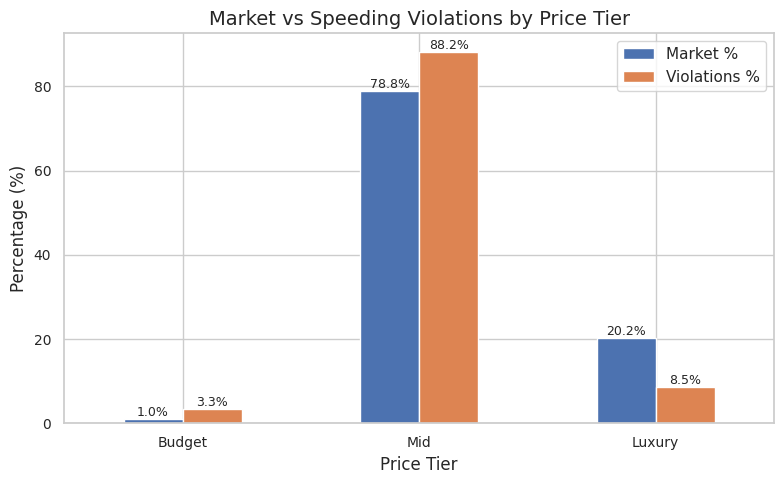 Market vs Speeding Violations by Price Tier
Market %
Violations %
Percentage (%)
80
60
40
20
0
1.0%
3.3%
78.8%
88.2%
20.2%
8.5%
Budget
Mid
Luxury
Price Tier